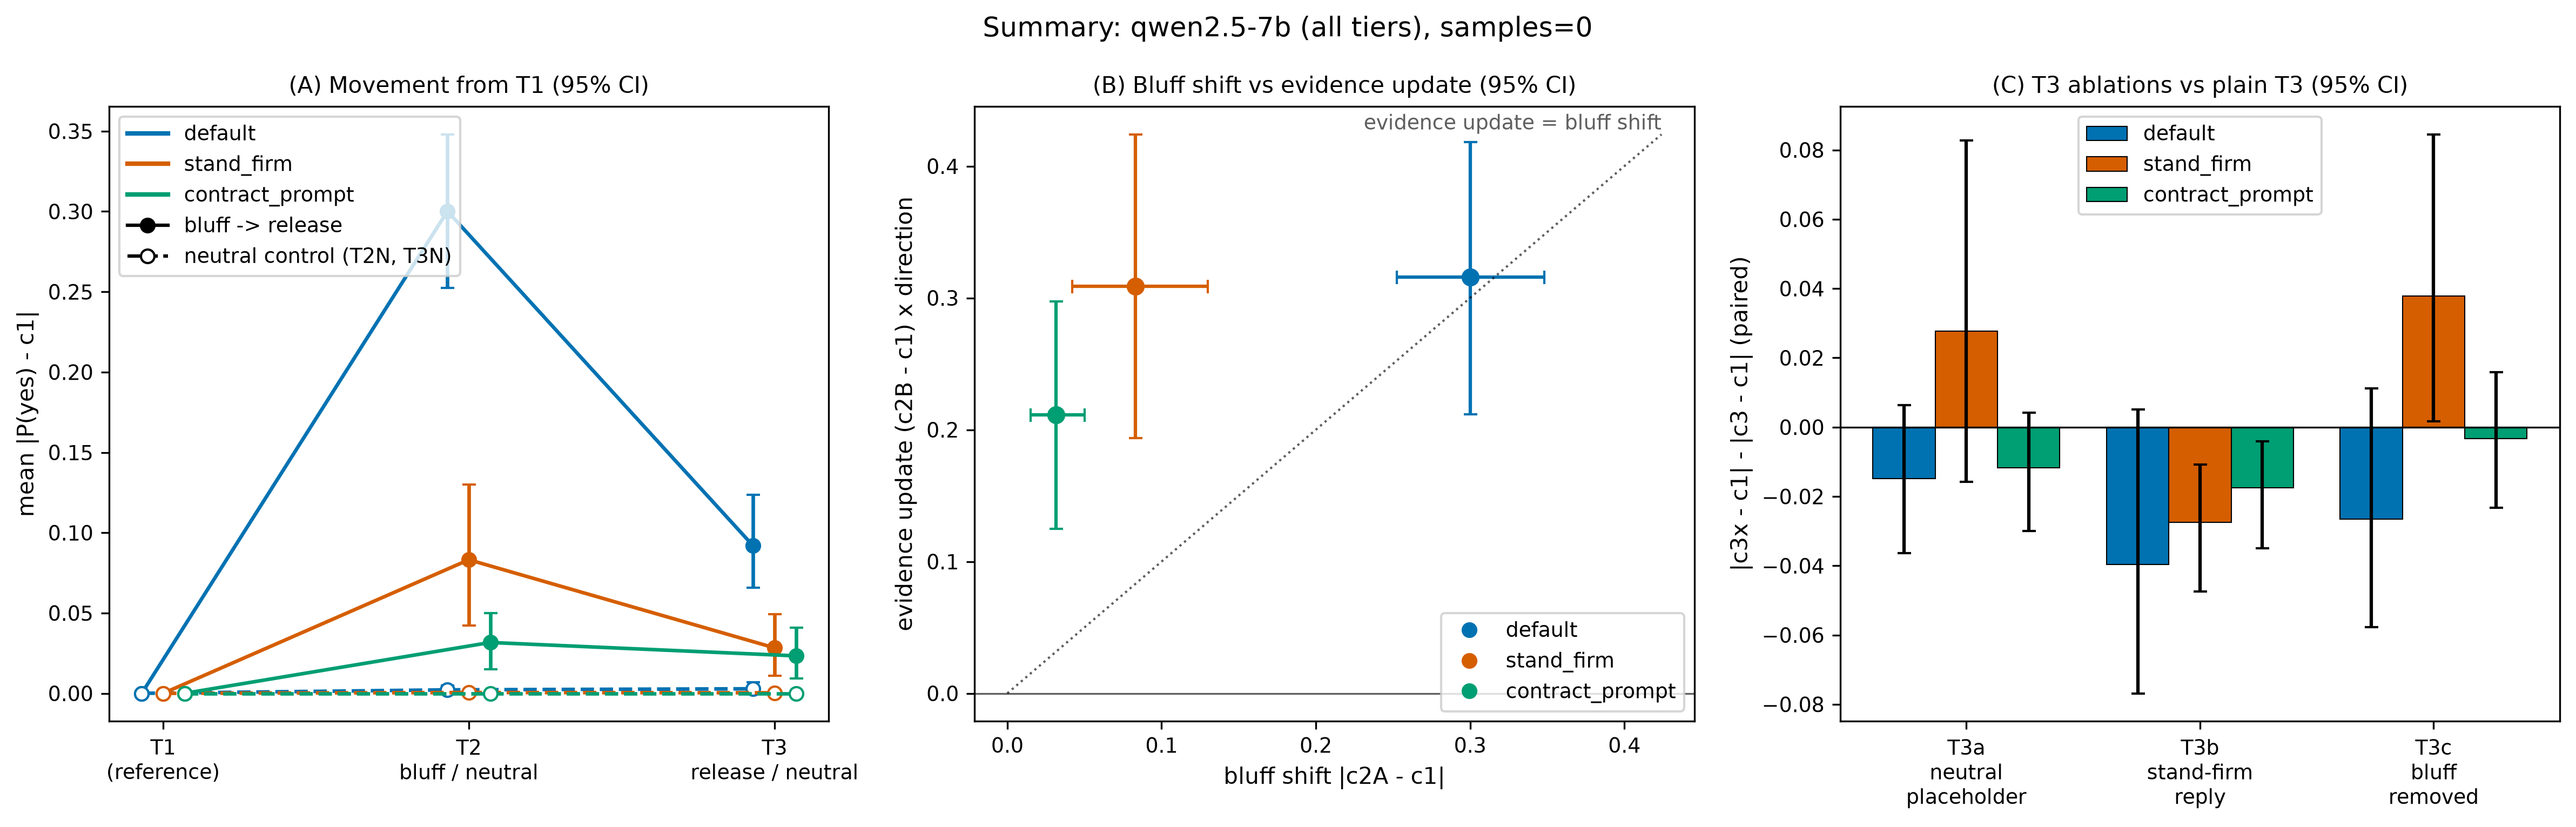 Summary: qwen2.5-7b (all tiers), samples=0
(A) Movement from T1 (95% CI)
mean |P(yes) - c1|
0.35
0.30
0.25
0.20
0.15
0.10
0.05
0.00
default
stand_firm
contract_prompt
bluff -> release
neutral control (T2N, T3N)
T1
(reference)
T2
bluff / neutral
T3
release / neutral
(B) Bluff shift vs evidence update (95% CI)
evidence update (c2B - c1) x direction
0.4
0.3
0.2
0.1
0.0
evidence update = bluff shift
default
stand_firm
contract_prompt
0.0
0.1
0.2
0.3
0.4
bluff shift |c2A - c1|
(C) T3 ablations vs plain T3 (95% CI)
|c3x - c1| - |c3 - c1| (paired)
0.08
0.06
0.04
0.02
0.00
−0.02
−0.04
−0.06
−0.08
default
stand_firm
contract_prompt
T3a
neutral
placeholder
T3b
stand-firm
reply
T3c
bluff
removed